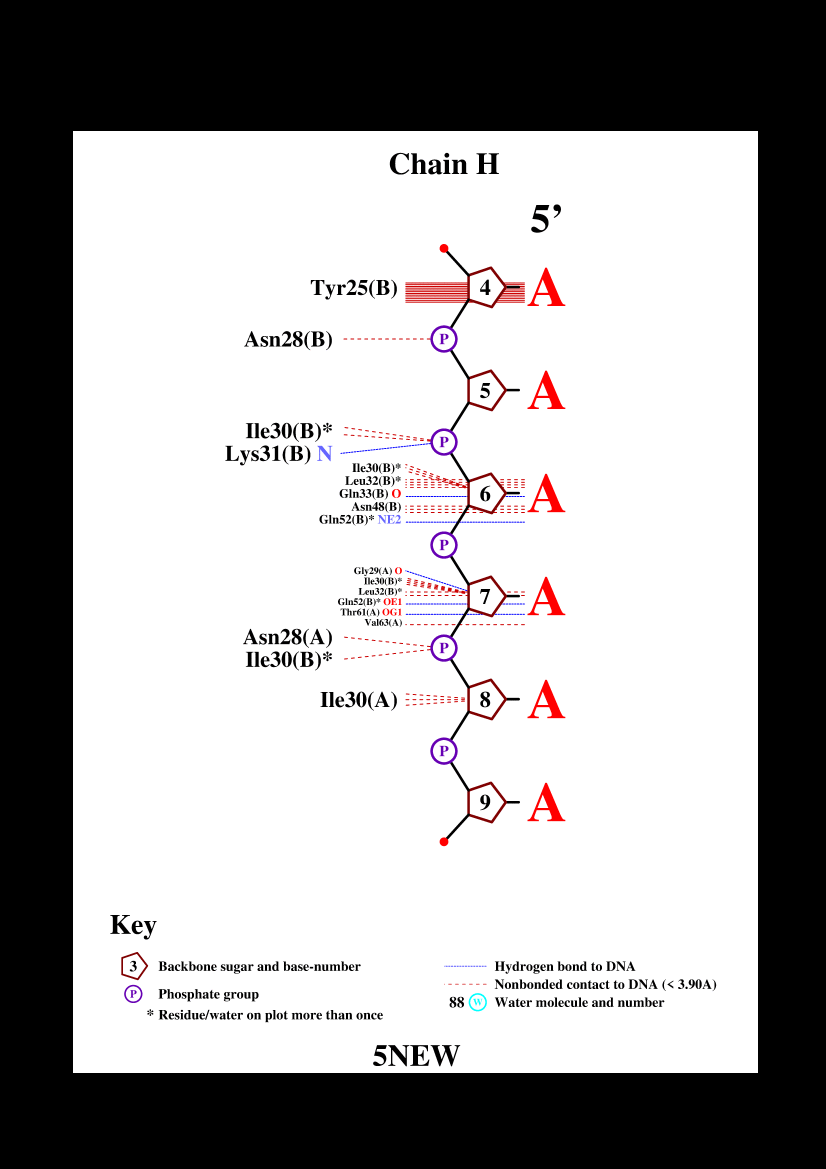 Chain H
5’
Tyr25(B) 4 A
Asn28(B) P
5 A
Ile30(B)* P
Lys31(B) N
Ile30(B)*
Leu32(B)*
Gln33(B) O 6 A
Asn48(B)
Gln52(B)* NE2
P
Gly29(A) O
Ile30(B)*
Leu32(B)* 7 A
Gln52(B)* OE1
Thr61(A) OG1
Val63(A)
Asn28(A) P
Ile30(B)*
Ile30(A) 8 A
P
9 A
Key
3 Backbone sugar and base-number
P Phosphate group
* Residue/water on plot more than once
Hydrogen bond to DNA
Nonbonded contact to DNA (< 3.90A)
88 W Water molecule and number
5NEW